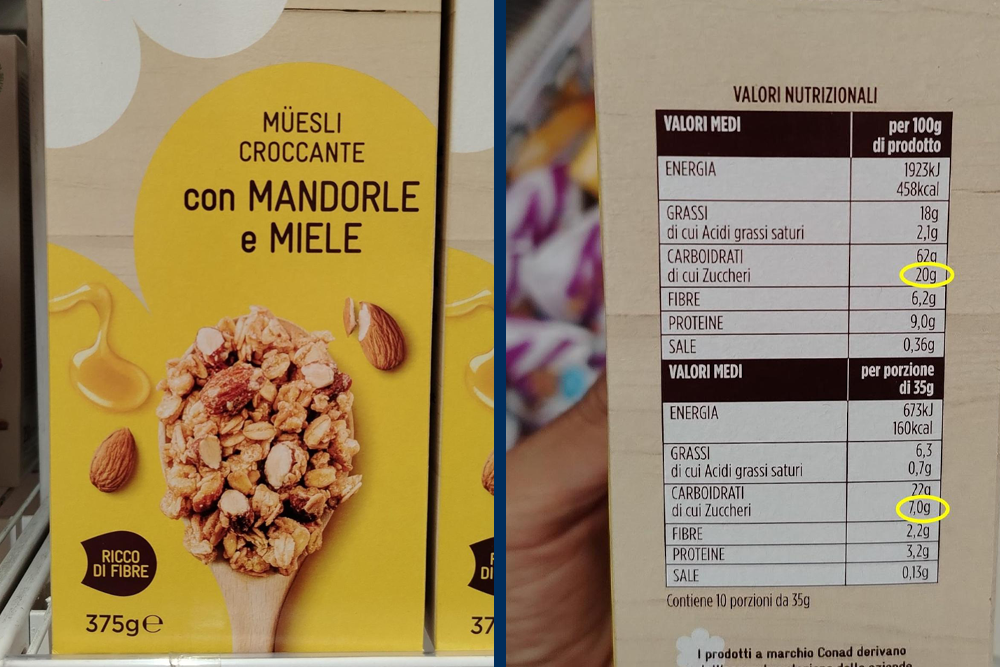 MÜESLI
CROCCANTE
con MANDORLE
e MIELE
RICCO
DI FIBRE
375g e
37
VALORI NUTRIZIONALI
VALORI MEDI per 100g
di prodotto
ENERGIA 1923kJ
458kcal
GRASSI 18g
di cui Acidi grassi saturi 2,1g
CARBOIDRATI 62g
di cui Zuccheri 20g
FIBRE 6,2g
PROTEINE 9,0g
SALE 0,36g
VALORI MEDI per porzione
di 35g
ENERGIA 673kJ
160kcal
GRASSI 6,3
di cui Acidi grassi saturi 0,7g
CARBOIDRATI 22g
di cui Zuccheri 7,0g
FIBRE 2,2g
PROTEINE 3,2g
SALE 0,13g
Contiene 10 porzioni da 35g
I prodotti a marchio Conad derivano